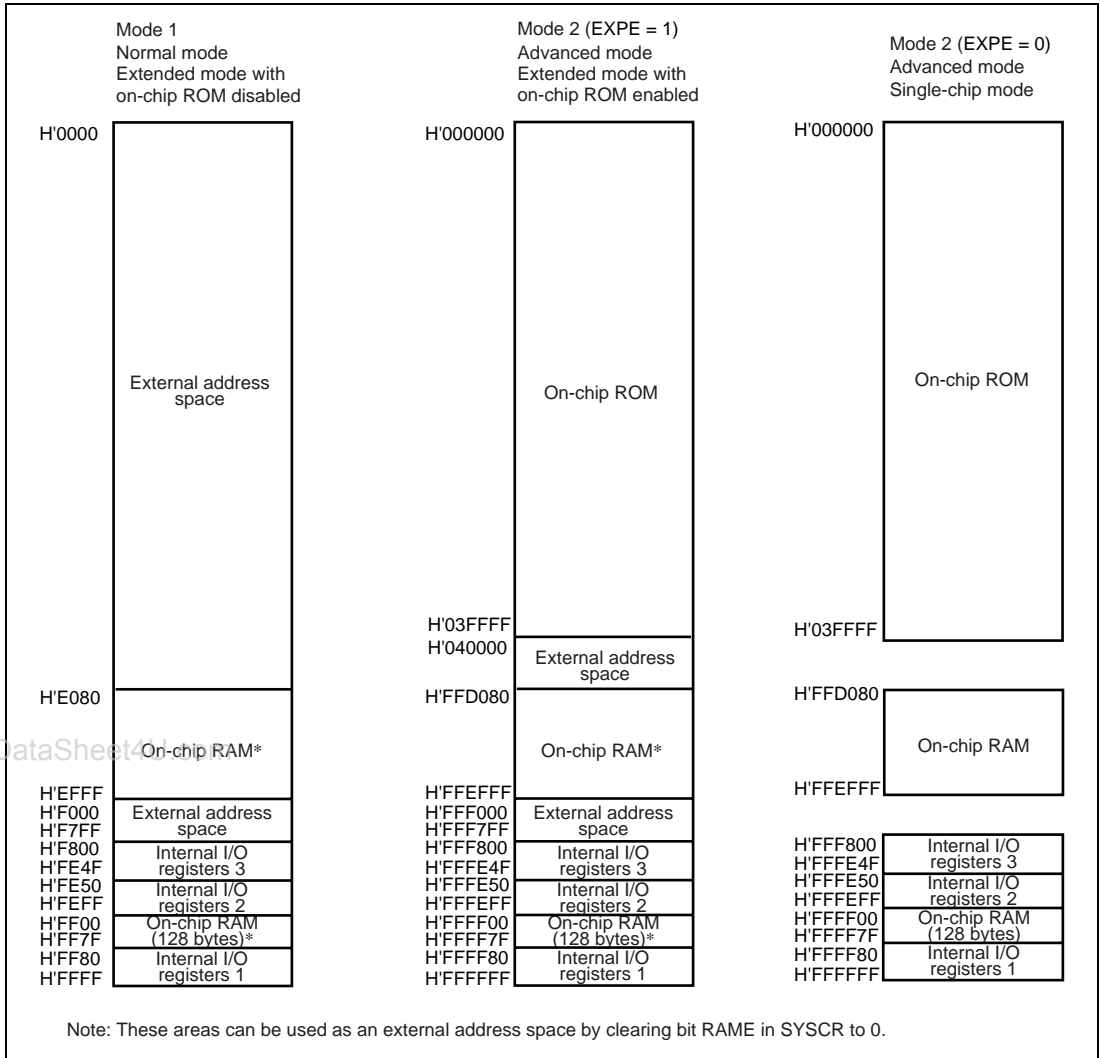 Mode 1
Normal mode
Extended mode with
on-chip ROM disabled
H'0000
External address
space
H'E080
On-chip RAM*
H'EFFF
H'F000
External address
space
H'F7FF
H'F800
Internal I/O
registers 3
H'FE4F
H'FE50
Internal I/O
registers 2
H'FEFF
H'FF00
On-chip RAM
(128 bytes)*
H'FF7F
H'FF80
Internal I/O
registers 1
H'FFFF
Mode 2 (EXPE = 1)
Advanced mode
Extended mode with
on-chip ROM enabled
H'000000
On-chip ROM
H'03FFFF
H'040000
External address
space
H'FFD080
On-chip RAM*
H'FFEFFF
H'FFF000
External address
space
H'FFF7FF
H'FFF800
Internal I/O
registers 3
H'FFFE4F
H'FFFE50
Internal I/O
registers 2
H'FFFEFF
H'FFFF00
On-chip RAM
(128 bytes)*
H'FFFF7F
H'FFFF80
Internal I/O
registers 1
H'FFFFFF
Mode 2 (EXPE = 0)
Advanced mode
Single-chip mode
H'000000
On-chip ROM
H'03FFFF
H'FFD080
On-chip RAM
H'FFEFFF
H'FFF800
Internal I/O
registers 3
H'FFFE4F
H'FFFE50
Internal I/O
registers 2
H'FFFEFF
H'FFFF00
On-chip RAM
(128 bytes)
H'FFFF7F
H'FFFF80
Internal I/O
registers 1
H'FFFFFF
DataSheet4U.com
Note: These areas can be used as an external address space by clearing bit RAME in SYSCR to 0.